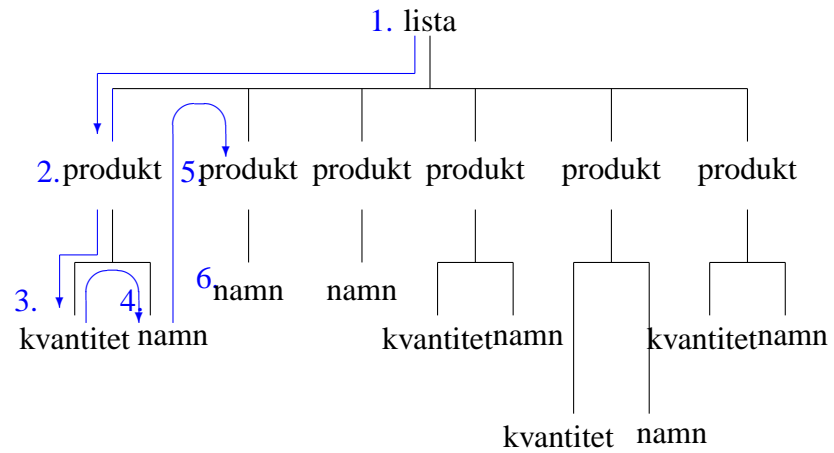 1. lista
2. produkt 5. produkt produkt produkt produkt produkt
6. namn namn
3. 4.
kvantitet namn kvantitet namn kvantitet namn
kvantitet namn